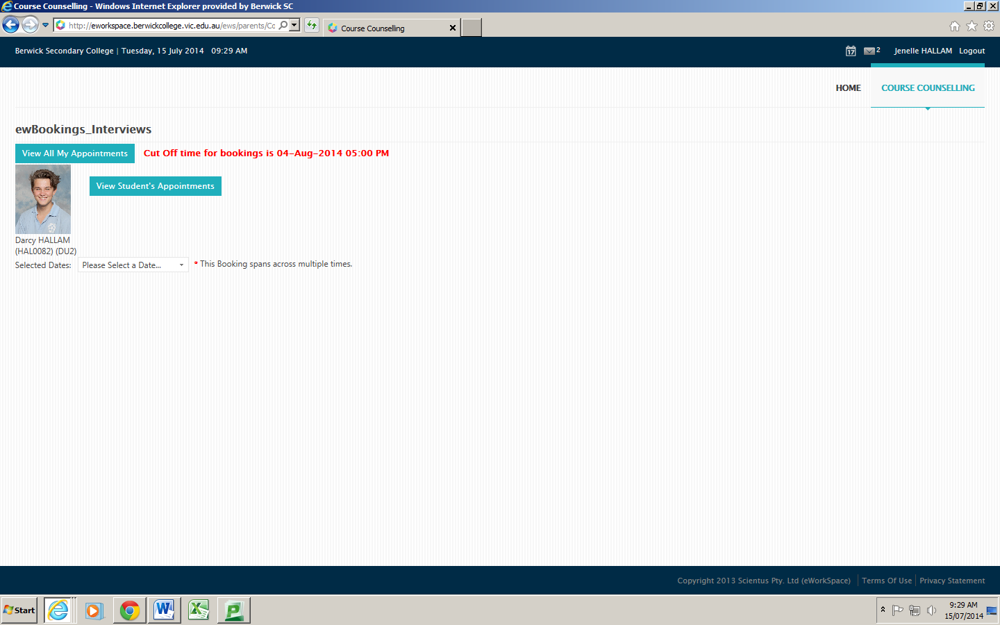 Course Counselling - Windows Internet Explorer provided by Berwick SC
http://eworkspace.berwickcollege.vic.edu.au/ews/parents/Co
Course Counselling
Berwick Secondary College | Tuesday, 15 July 2014 09:29 AM
17
2
Jenelle HALLAM
Logout
HOME
COURSE COUNSELLING
ewBookings_Interviews
View All My Appointments
Cut Off time for bookings is 04-Aug-2014 05:00 PM
View Student's Appointments
Darcy HALLAM
(HAL0082) (DU2)
Selected Dates: Please Select a Date... * This Booking spans across multiple times.
Copyright 2013 Scientus Pty. Ltd (eWorkSpace) | Terms Of Use | Privacy Statement
Start
9:29 AM
15/07/2014